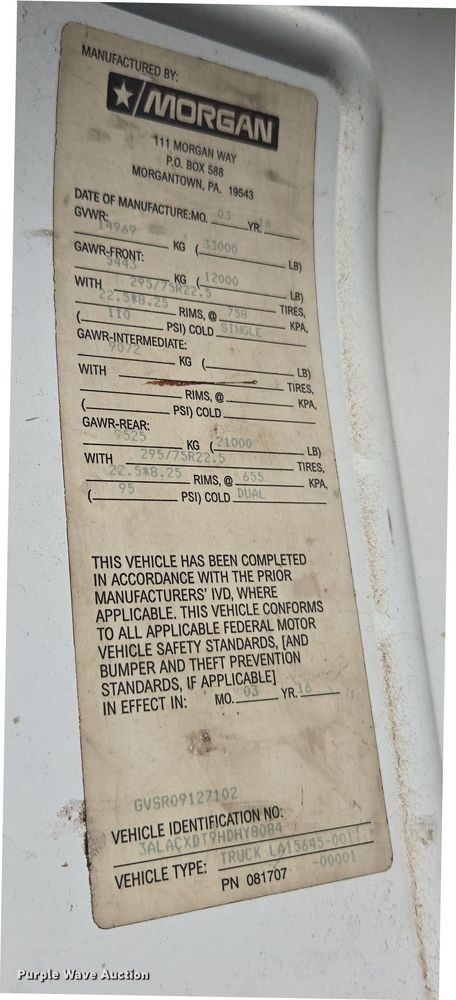 MANUFACTURED BY:
MORGAN
111 MORGAN WAY
P.O. BOX 588
MORGANTOWN, PA. 19543
DATE OF MANUFACTURE:MO. 03 YR. 16
GVWR: 14969 KG ( 33000 LB)
GAWR-FRONT: 5443 KG ( 12000 LB)
WITH 295/75R22.5 TIRES,
22.5*8.25 RIMS, @ 758 KPA,
( 110 PSI) COLD SINGLE
GAWR-INTERMEDIATE:
9072 KG ( LB)
WITH TIRES,
RIMS, @ KPA,
( PSI) COLD
GAWR-REAR:
9525 KG ( 21000 LB)
WITH 295/75R22.5 TIRES,
22.5*8.25 RIMS, @ 655 KPA,
( 95 PSI) COLD DUAL
THIS VEHICLE HAS BEEN COMPLETED
IN ACCORDANCE WITH THE PRIOR
MANUFACTURERS' IVD, WHERE
APPLICABLE. THIS VEHICLE CONFORMS
TO ALL APPLICABLE FEDERAL MOTOR
VEHICLE SAFETY STANDARDS, [AND
BUMPER AND THEFT PREVENTION
STANDARDS, IF APPLICABLE]
IN EFFECT IN: MO. 03 YR. 16
GVSR09127102
VEHICLE IDENTIFICATION NO:
3ALACXDT9HDHY8084
VEHICLE TYPE: TRUCK LA15645-001
-00001
PN 081707
Purple Wave Auction